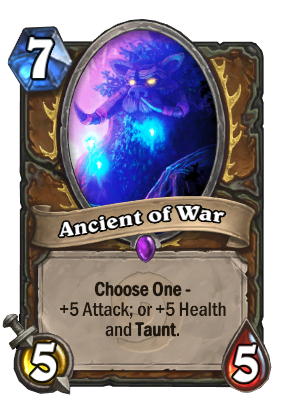 7
Ancient of War
Choose One -
+5 Attack; or +5 Health
and Taunt.
5
5